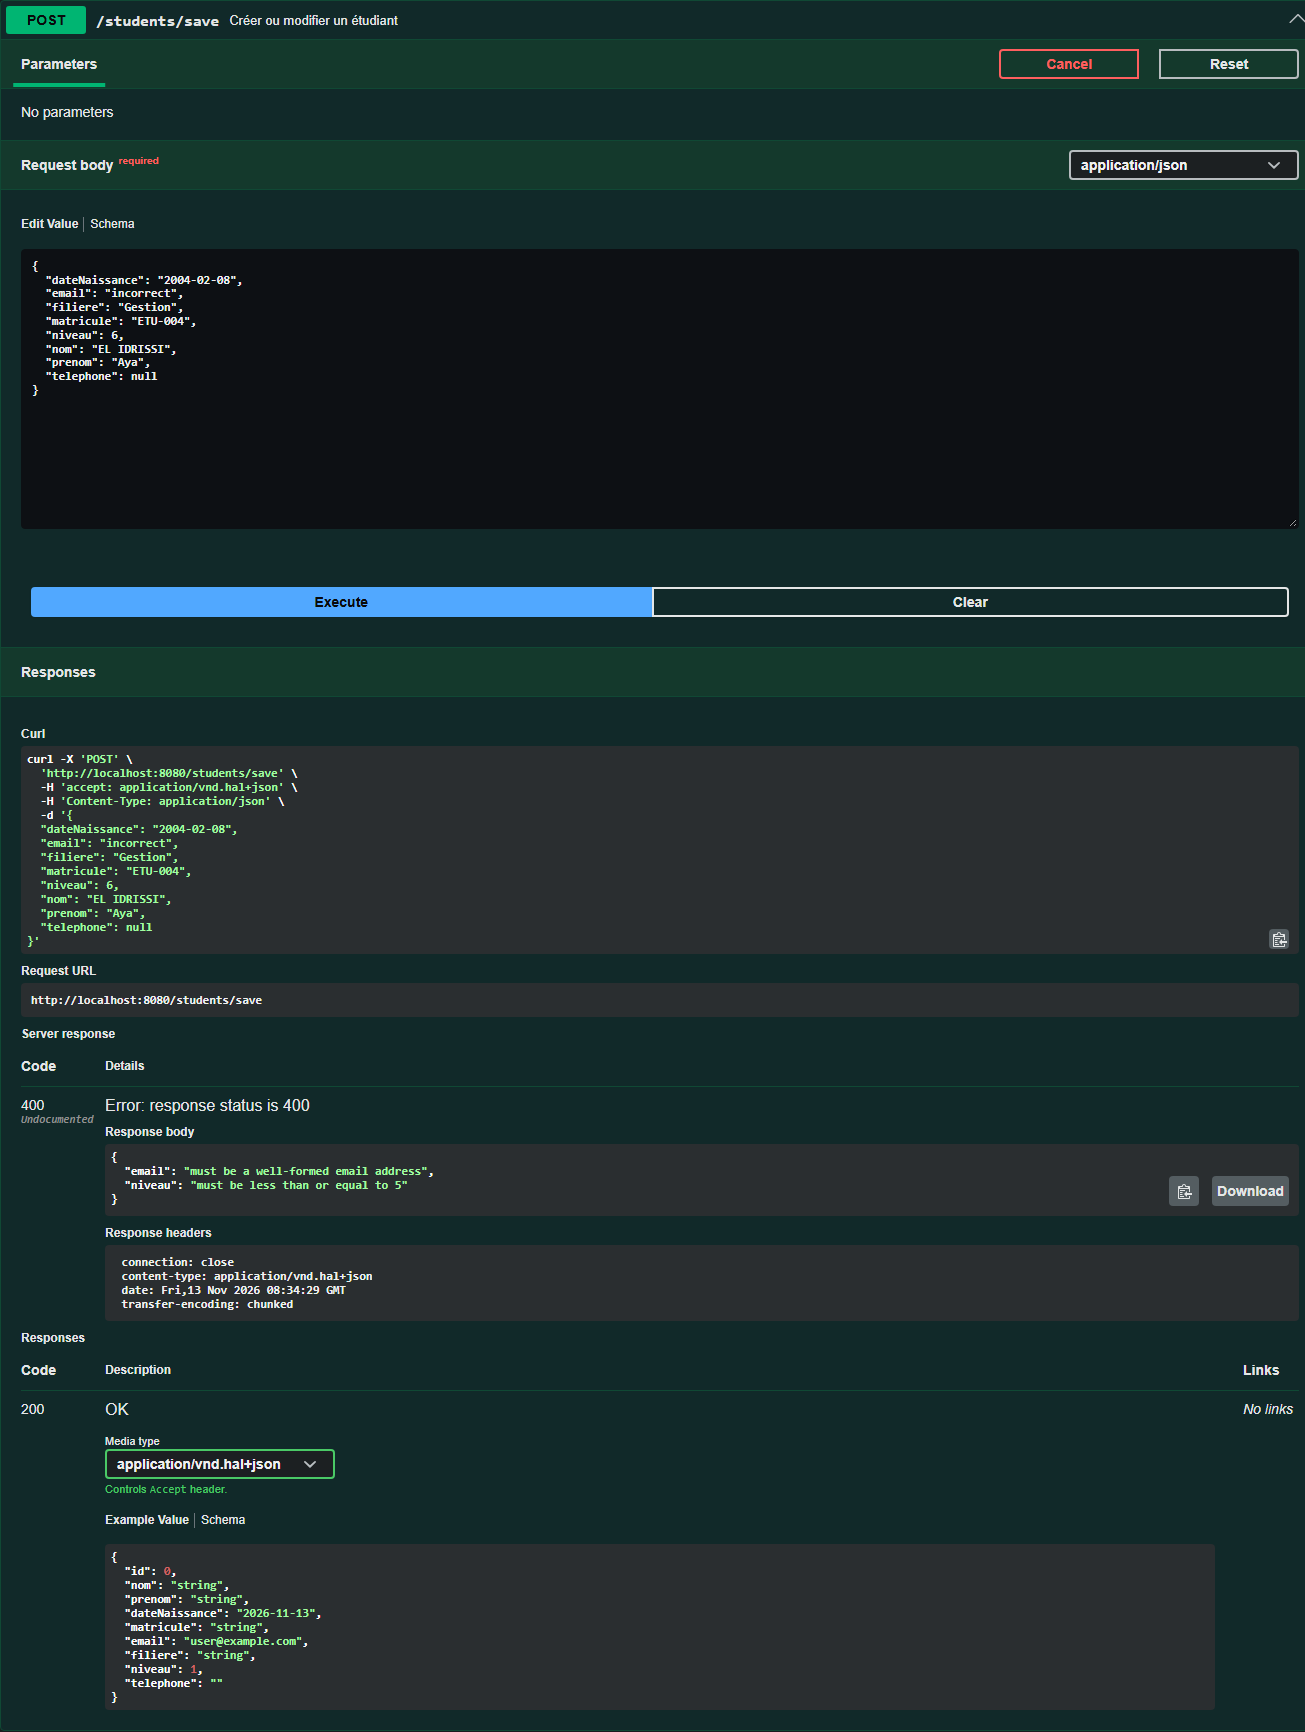 POST /students/save Créer ou modifier un étudiant
Parameters
Cancel Reset
No parameters
Request body required
application/json
Edit Value | Schema
{
  "dateNaissance": "2004-02-08",
  "email": "incorrect",
  "filiere": "Gestion",
  "matricule": "ETU-004",
  "niveau": 6,
  "nom": "EL IDRISSI",
  "prenom": "Aya",
  "telephone": null
}
Execute Clear
Responses
Curl
curl -X 'POST' \
  'http://localhost:8080/students/save' \
  -H 'accept: application/vnd.hal+json' \
  -H 'Content-Type: application/json' \
  -d '{
  "dateNaissance": "2004-02-08",
  "email": "incorrect",
  "filiere": "Gestion",
  "matricule": "ETU-004",
  "niveau": 6,
  "nom": "EL IDRISSI",
  "prenom": "Aya",
  "telephone": null
}'
Request URL
http://localhost:8080/students/save
Server response
Code Details
400 Error: response status is 400
Undocumented
Response body
{
  "email": "must be a well-formed email address",
  "niveau": "must be less than or equal to 5"
}
Download
Response headers
connection: close
content-type: application/vnd.hal+json
date: Fri,13 Nov 2026 08:34:29 GMT
transfer-encoding: chunked
Responses
Code Description Links
200 OK No links
Media type
application/vnd.hal+json
Controls Accept header.
Example Value | Schema
{
  "id": 0,
  "nom": "string",
  "prenom": "string",
  "dateNaissance": "2026-11-13",
  "matricule": "string",
  "email": "user@example.com",
  "filiere": "string",
  "niveau": 1,
  "telephone": ""
}